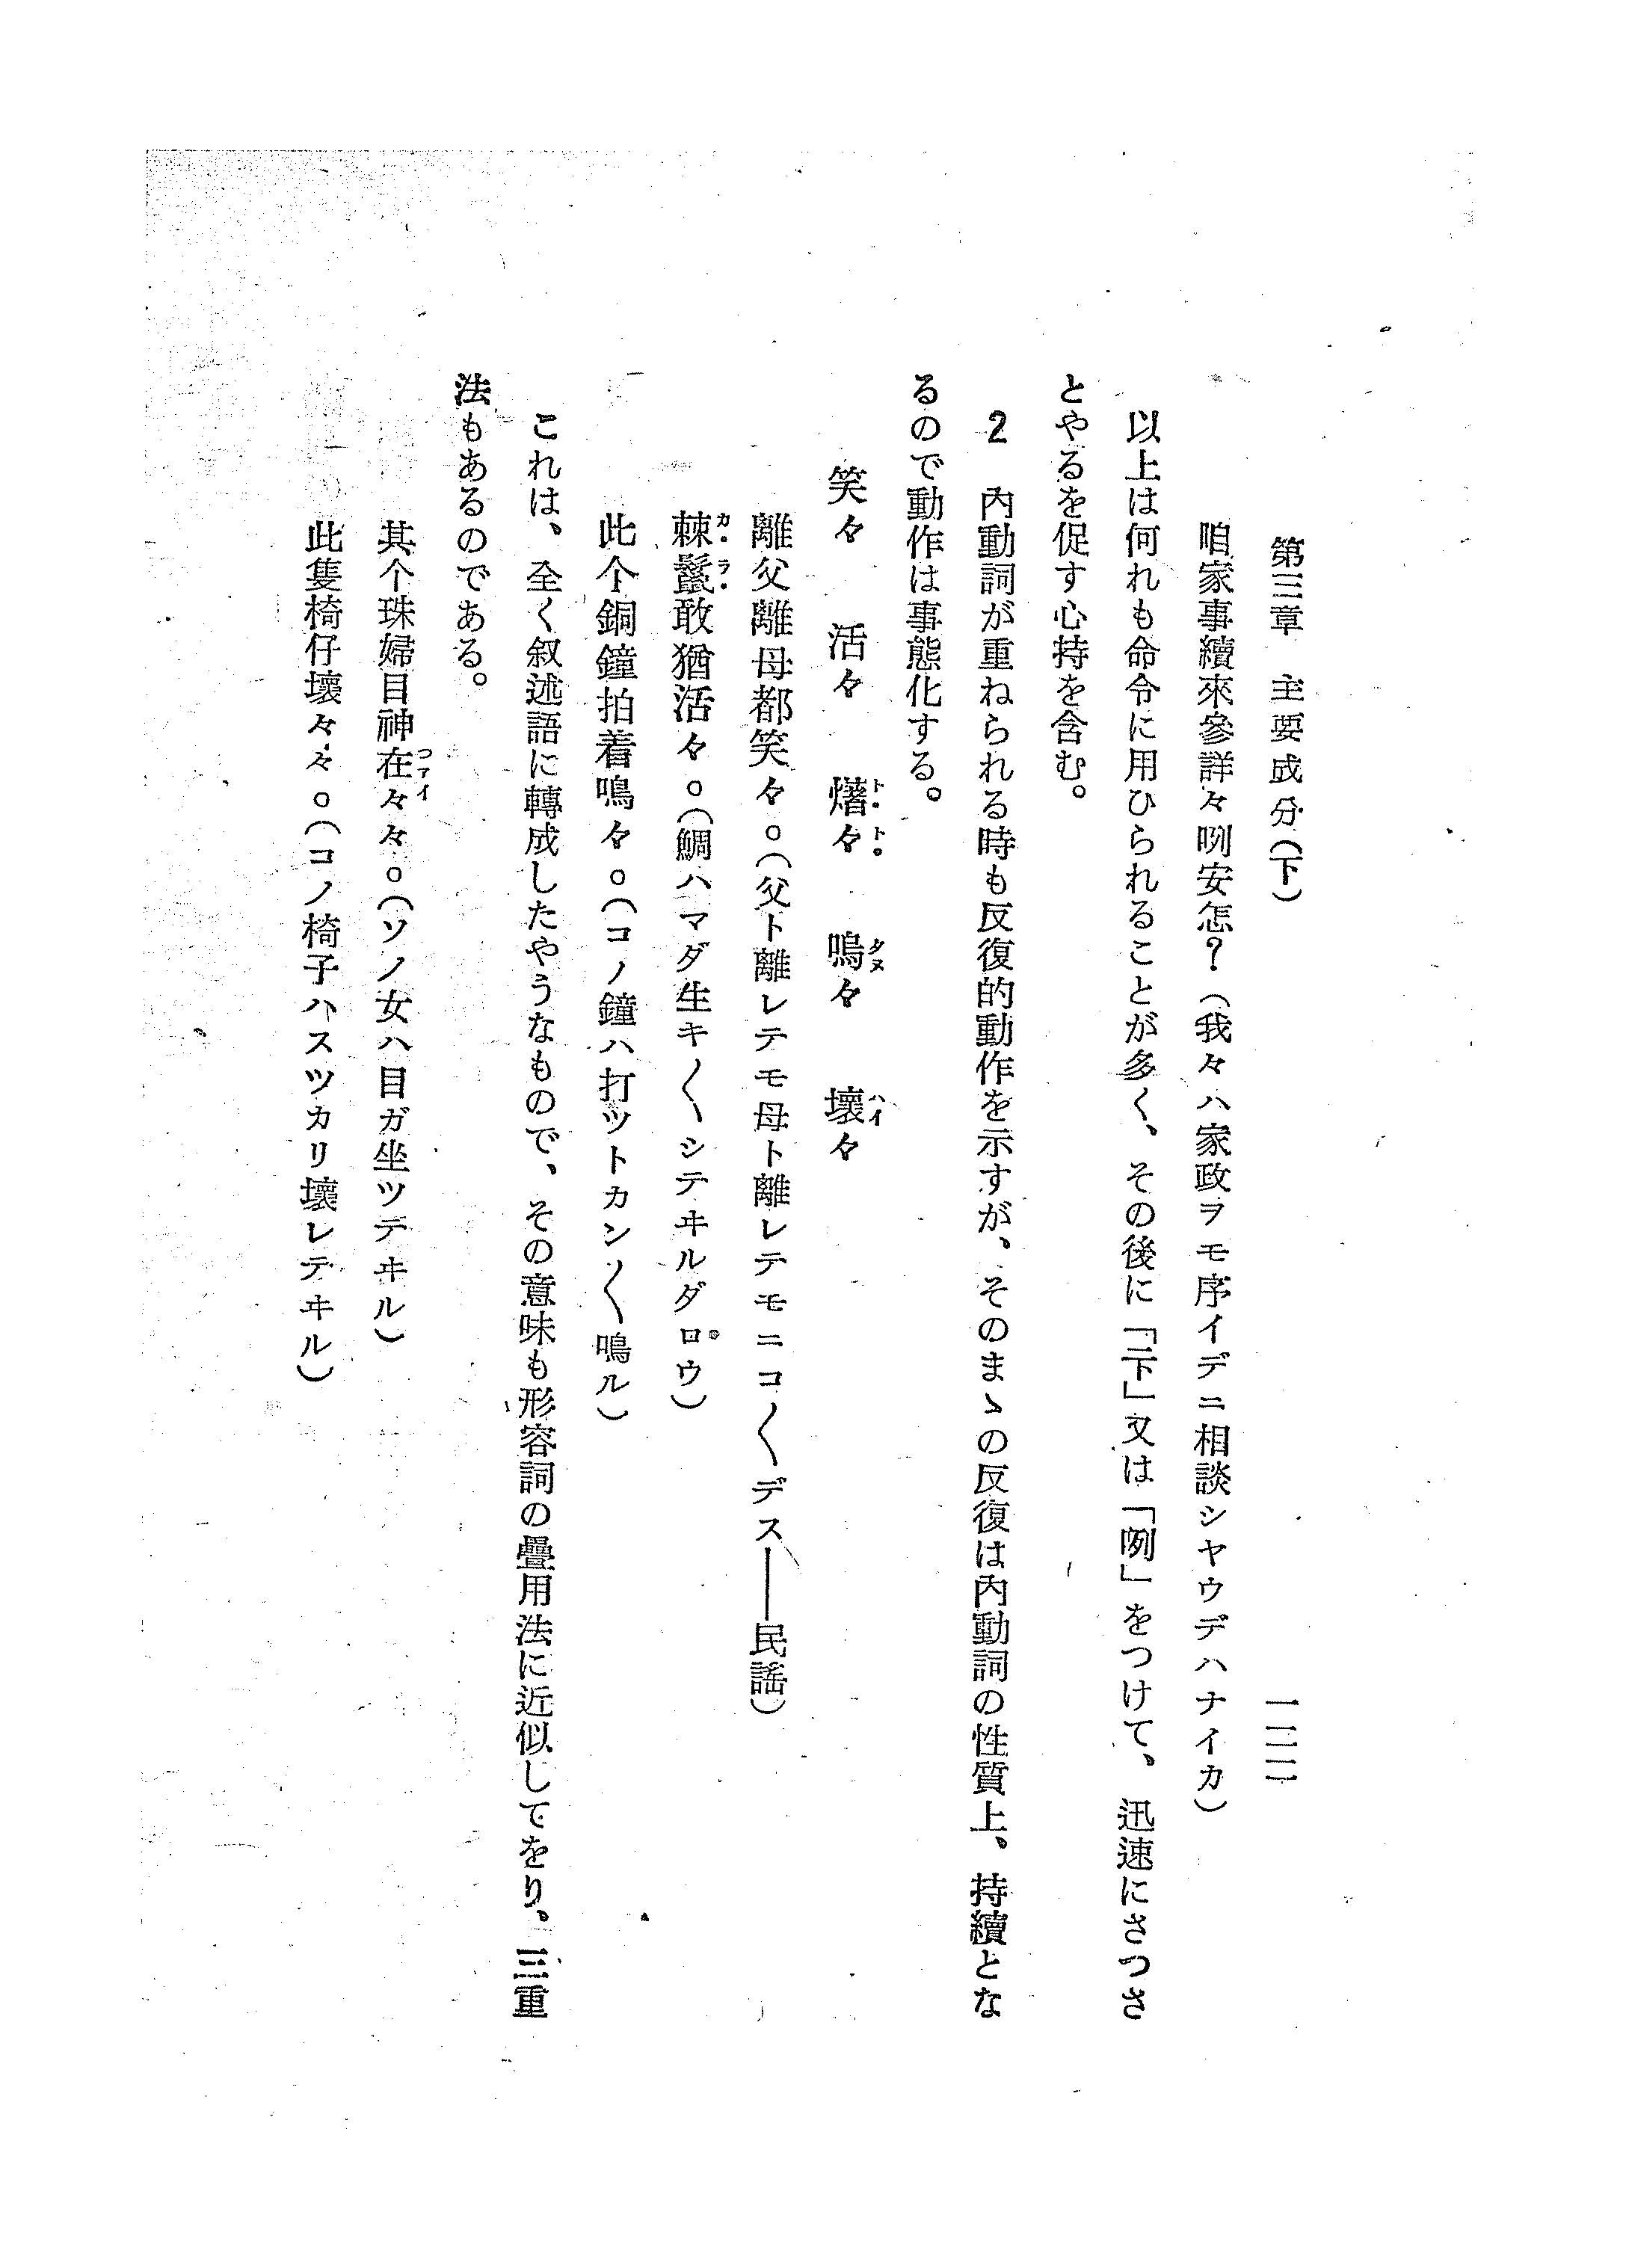 第三章　主要成分（下）　一二二
咱家事續來參詳々咧安怎？（我々ハ家政ヲモ序イデニ相談シヤウデハナイカ）
以上は何れも命令に用ひられることが多く、その後に「一下」又は「咧」をつけて、迅速にさつさ
とやるを促す心持を含む。
2　內動詞が重ねられる時も反復的動作を示すが、そのまゝの反復は內動詞の性質上、持續とな
るので動作は事態化する。
笑々　活々　㷮々　鳴々　壞々
離父離母都笑々。（父ト離レテモ母ト離レテモニコ〱デス――民謠）
棘鬣敢猶活々。（鯛ハマダ生キ〱シテヰルダロウ）
此个銅鐘拍着鳴々。（コノ鐘ハ打ツトカン〱鳴ル）
これは、全く叙述語に轉成したやうなもので、その意味も形容詞の疊用法に近似してをり、三重
法もあるのである。
其个珠婦目神在々々。（ソノ女ハ目ガ坐ツテヰル）
此隻椅仔壞々々。（コノ椅子ハスツカリ壞レテヰル）